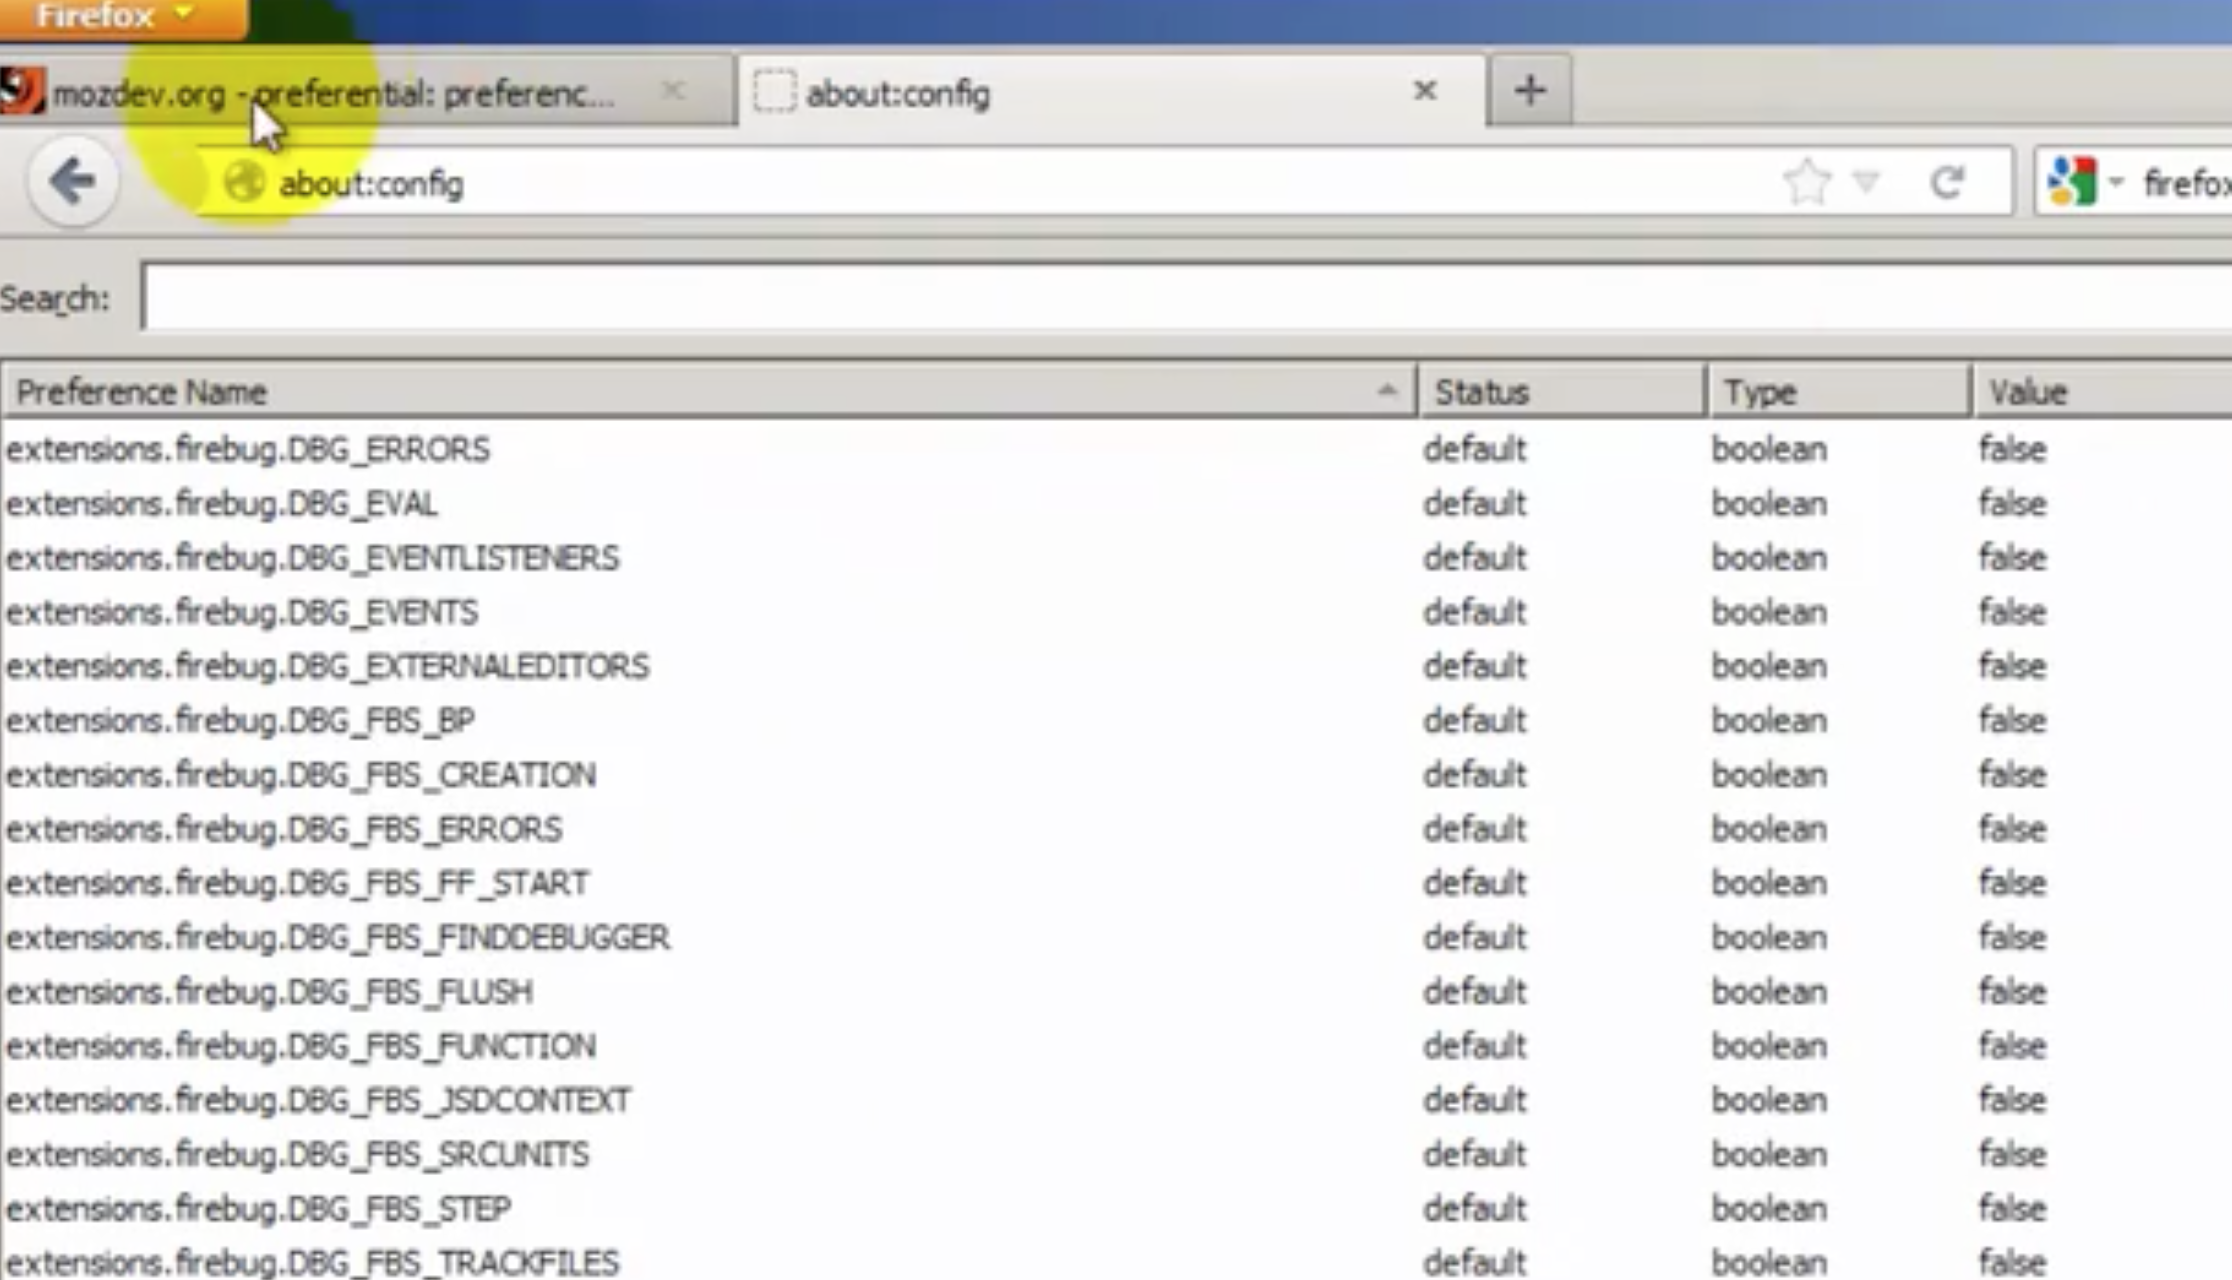 Firefox
mozdev.org - preferential: preferenc...
about:config
about:config
firefox
Search:
Preference Name Status Type Value
extensions.firebug.DBG_ERRORS default boolean false
extensions.firebug.DBG_EVAL default boolean false
extensions.firebug.DBG_EVENTLISTENERS default boolean false
extensions.firebug.DBG_EVENTS default boolean false
extensions.firebug.DBG_EXTERNALEDITORS default boolean false
extensions.firebug.DBG_FBS_BP default boolean false
extensions.firebug.DBG_FBS_CREATION default boolean false
extensions.firebug.DBG_FBS_ERRORS default boolean false
extensions.firebug.DBG_FBS_FF_START default boolean false
extensions.firebug.DBG_FBS_FINDDEBUGGER default boolean false
extensions.firebug.DBG_FBS_FLUSH default boolean false
extensions.firebug.DBG_FBS_FUNCTION default boolean false
extensions.firebug.DBG_FBS_JSDCONTEXT default boolean false
extensions.firebug.DBG_FBS_SRCUNITS default boolean false
extensions.firebug.DBG_FBS_STEP default boolean false
extensions.firebug.DBG_FBS_TRACKFILES default boolean false